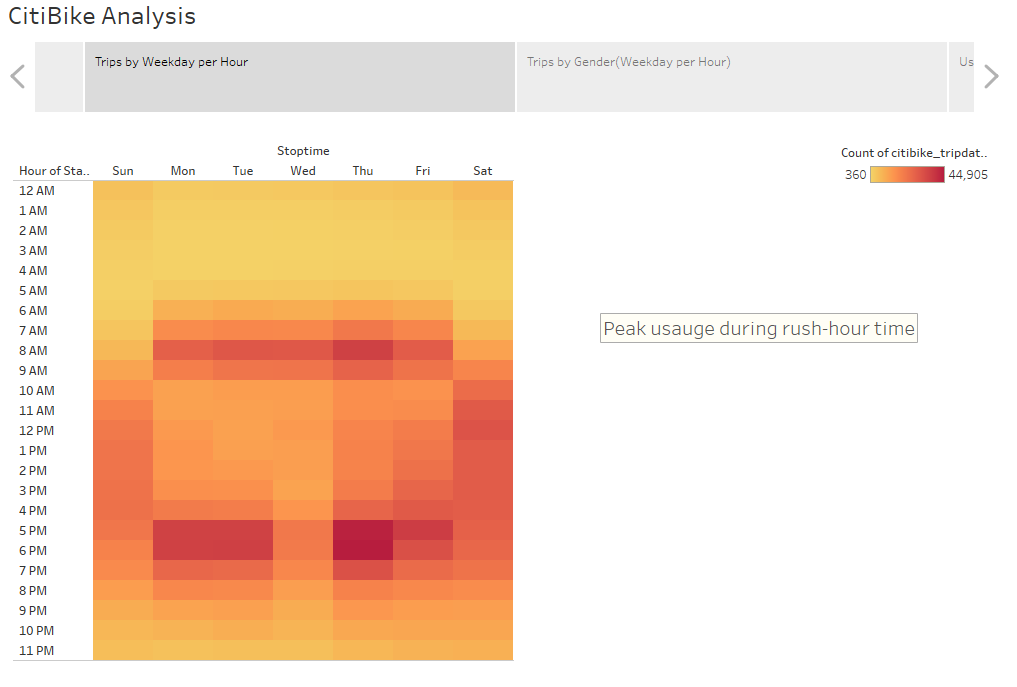 CitiBike Analysis
Trips by Weekday per Hour
Trips by Gender(Weekday per Hour)
Us
Stoptime
Hour of Sta.. Sun Mon Tue Wed Thu Fri Sat
12 AM
1 AM
2 AM
3 AM
4 AM
5 AM
6 AM
7 AM
8 AM
9 AM
10 AM
11 AM
12 PM
1 PM
2 PM
3 PM
4 PM
5 PM
6 PM
7 PM
8 PM
9 PM
10 PM
11 PM
Count of citibike_tripdat..
360 44,905
Peak usauge during rush-hour time